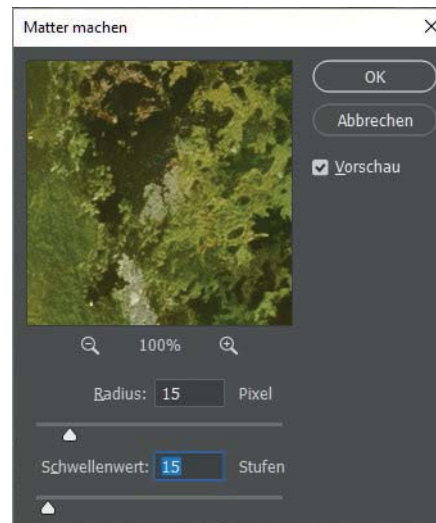 Matter machen
OK
Abbrechen
Vorschau
100%
Radius: 15 Pixel
Schwellenwert: 15 Stufen